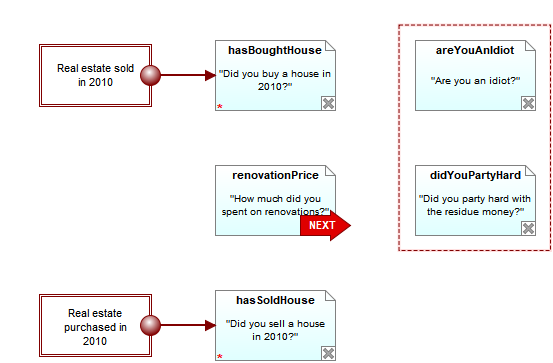 hasBoughtHouse
areYouAnIdiot
Real estate sold
in 2010
"Did you buy a house in
2010?"
*
"Are you an idiot?"
renovationPrice
didYouPartyHard
"How much did you
spent on renovations?"
NEXT
"Did you party hard with
the residue money?"
hasSoldHouse
Real estate
purchased in
2010
"Did you sell a house
in 2010?"
*